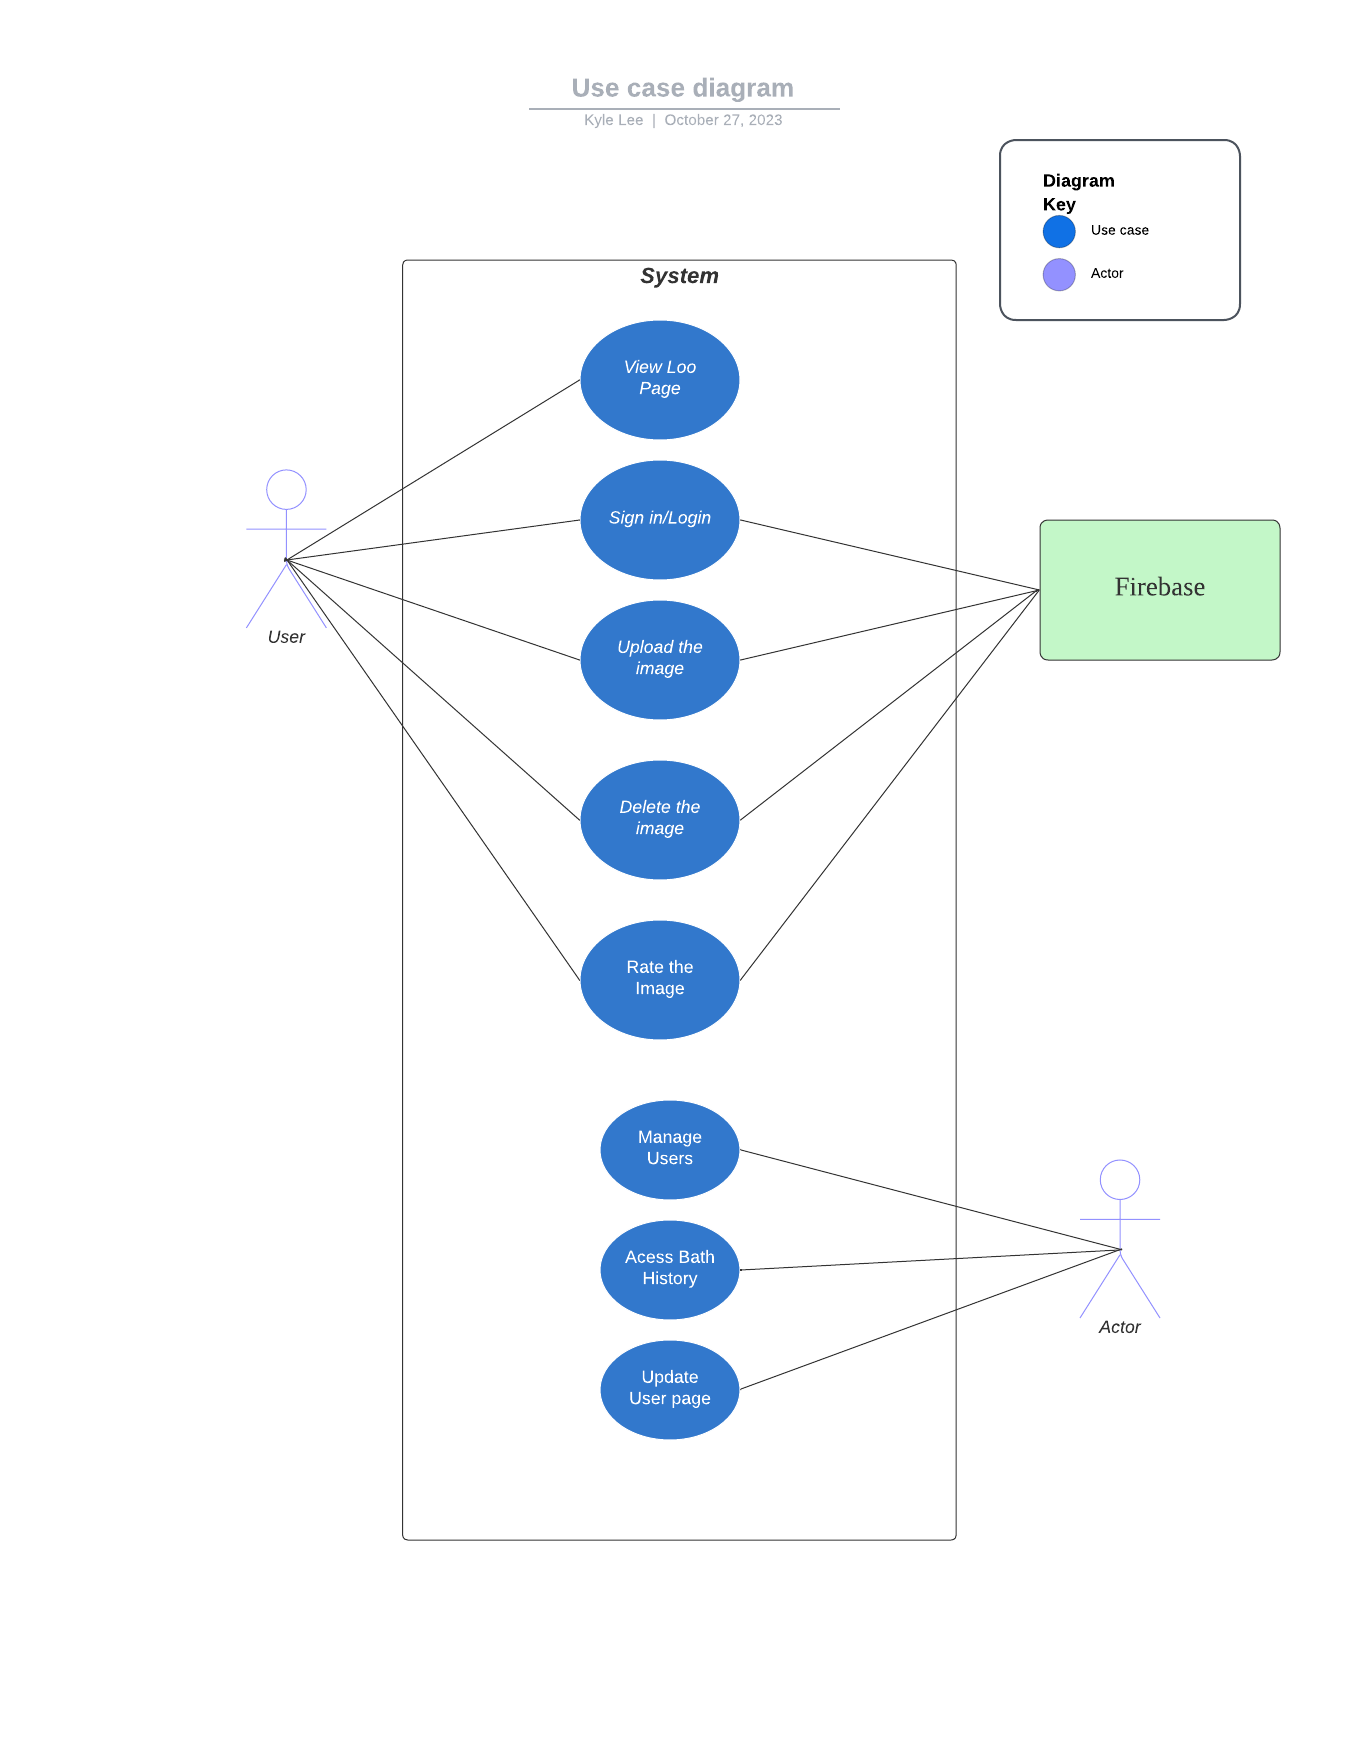 Use case diagram
Kyle Lee | October 27, 2023
Diagram
Key
Use case
Actor
System
View Loo
Page
Sign in/Login
User
Firebase
Upload the
image
Delete the
image
Rate the
Image
Manage
Users
Acess Bath
History
Actor
Update
User page